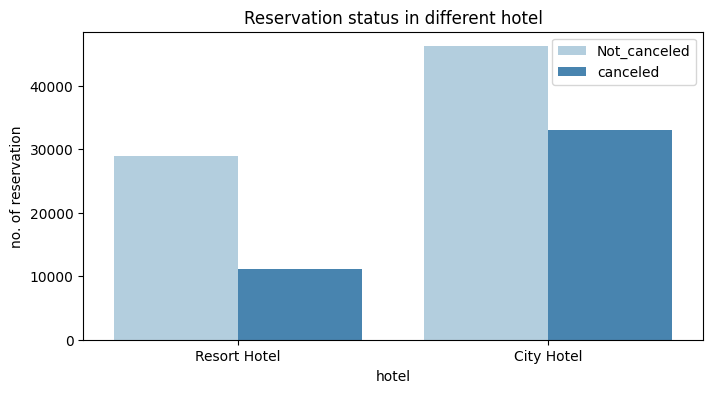 Reservation status in different hotel
Not_canceled
canceled
no. of reservation
40000
30000
20000
10000
0
Resort Hotel
City Hotel
hotel